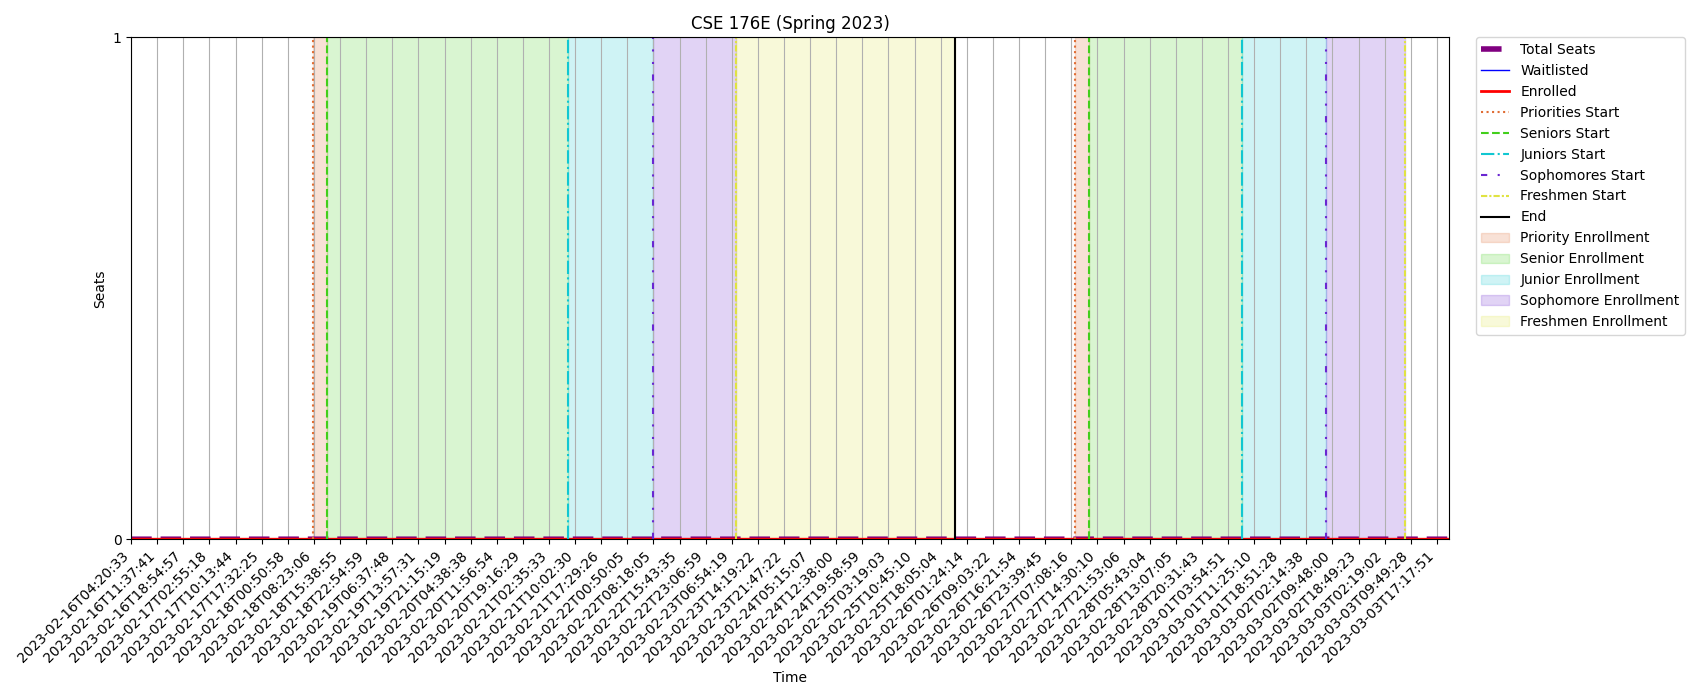 CSE 176E (Spring 2023)
1
0
Seats
2023-02-16T04:20:33
2023-02-16T11:37:41
2023-02-16T18:54:57
2023-02-17T02:55:18
2023-02-17T10:13:44
2023-02-17T17:32:25
2023-02-18T00:50:58
2023-02-18T08:23:06
2023-02-18T15:38:55
2023-02-18T22:54:59
2023-02-19T06:37:48
2023-02-19T13:57:31
2023-02-19T21:15:19
2023-02-20T04:38:38
2023-02-20T11:56:54
2023-02-20T19:16:29
2023-02-21T02:35:33
2023-02-21T10:02:30
2023-02-21T17:29:26
2023-02-22T00:50:05
2023-02-22T08:18:05
2023-02-22T15:43:35
2023-02-22T23:06:59
2023-02-23T06:54:19
2023-02-23T14:19:22
2023-02-23T21:47:22
2023-02-24T05:15:07
2023-02-24T12:38:00
2023-02-24T19:58:59
2023-02-25T03:19:03
2023-02-25T10:45:10
2023-02-25T18:05:04
2023-02-26T01:24:14
2023-02-26T09:03:22
2023-02-26T16:21:54
2023-02-26T23:39:45
2023-02-27T07:08:16
2023-02-27T14:30:10
2023-02-27T21:53:06
2023-02-28T05:43:04
2023-02-28T13:07:05
2023-02-28T20:31:43
2023-03-01T03:54:51
2023-03-01T11:25:10
2023-03-01T18:51:28
2023-03-02T02:14:38
2023-03-02T09:48:00
2023-03-02T18:49:23
2023-03-03T02:19:02
2023-03-03T09:49:28
2023-03-03T17:17:51
Time
Total Seats
Waitlisted
Enrolled
Priorities Start
Seniors Start
Juniors Start
Sophomores Start
Freshmen Start
End
Priority Enrollment
Senior Enrollment
Junior Enrollment
Sophomore Enrollment
Freshmen Enrollment